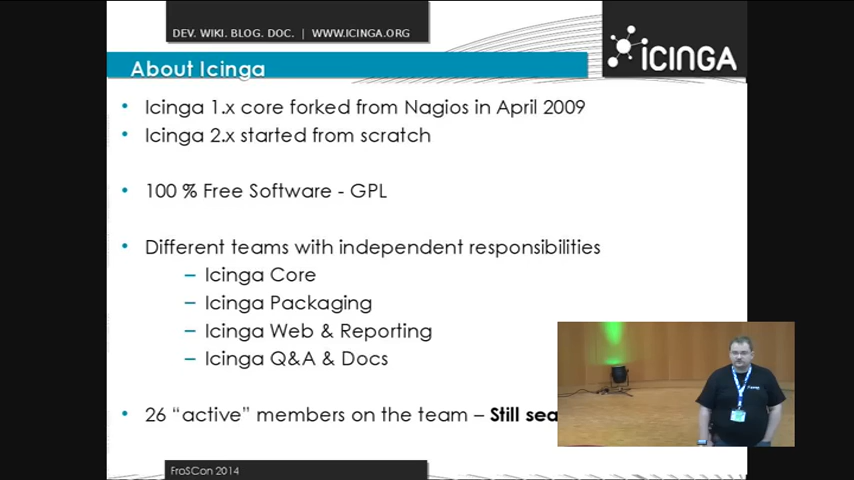 DEV. WIKI. BLOG. DOC. | WWW.ICINGA.ORG
ICINGA
About Icinga
• Icinga 1.x core forked from Nagios in April 2009
• Icinga 2.x started from scratch
• 100 % Free Software - GPL
• Different teams with independent responsibilities
– Icinga Core
– Icinga Packaging
– Icinga Web & Reporting
– Icinga Q&A & Docs
• 26 “active” members on the team – Still sea
FrOSCon 2014